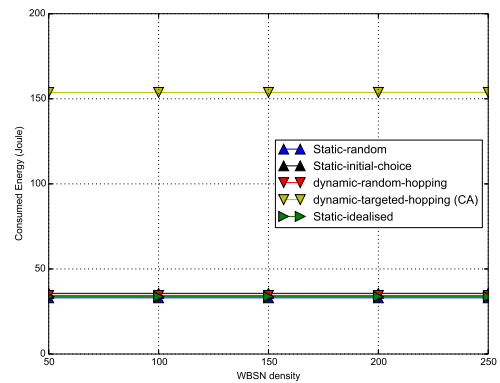 200
150
100
50
0
Consumed Energy (Joule)
Static-random
Static-initial-choice
dynamic-random-hopping
dynamic-targeted-hopping (CA)
Static-idealised
50 100 150 200 250
WBSN density